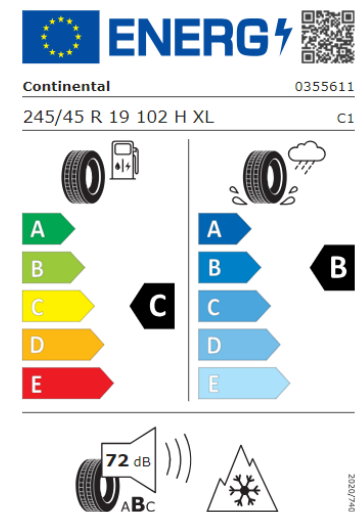 ENERG
Continental 0355611
245/45 R 19 102 H XL C1
A A
B B B
C C C
D D
E E
72 dB
ABC
2020/740